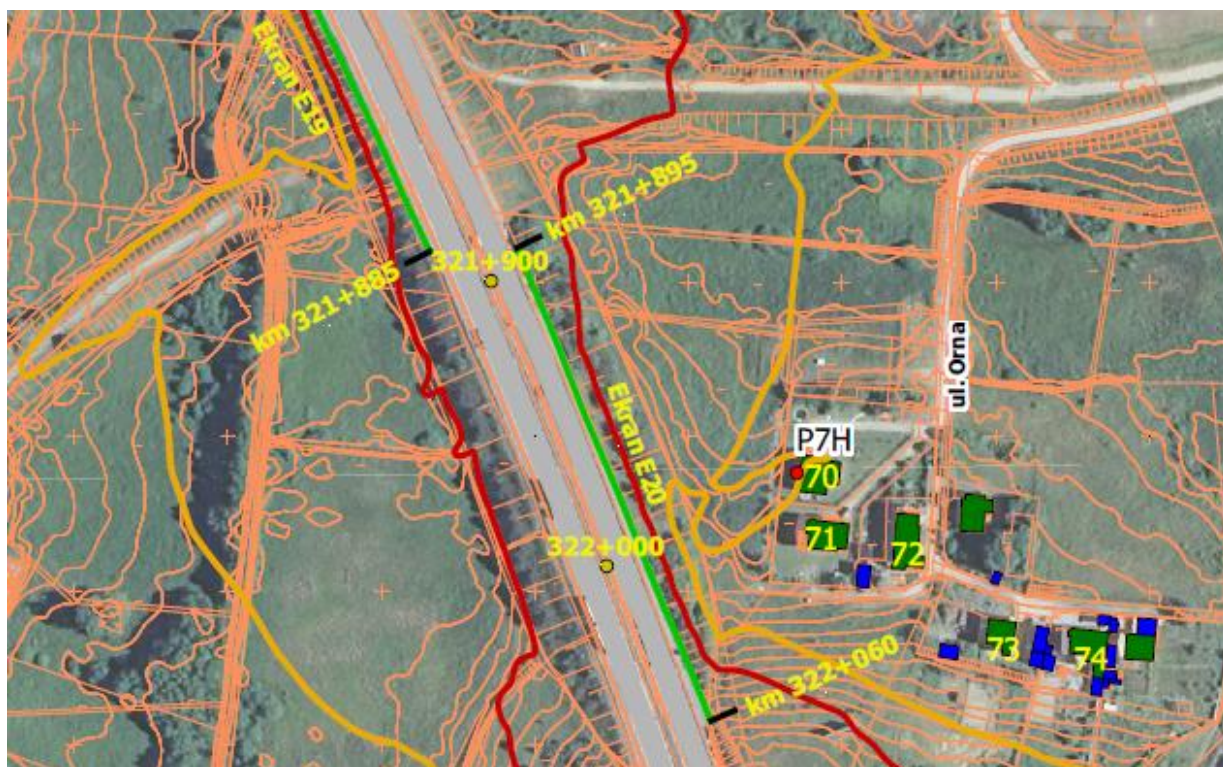 Ekran E19
km 321+895
321+900
km 321+885
ul. Orna
Ekran E20
P7H
70
71
72
322+000
73
74
km 322+060